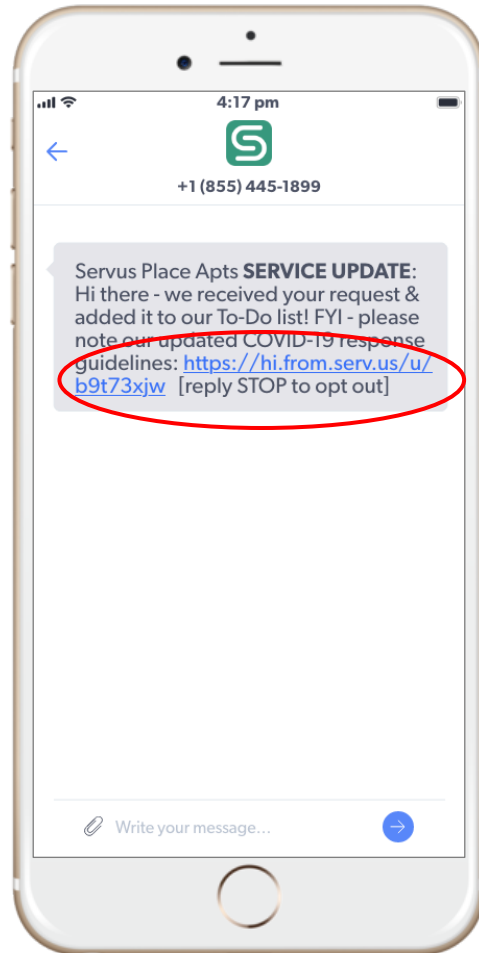 4:17 pm
+1 (855) 445-1899
Servus Place Apts SERVICE UPDATE:
Hi there - we received your request &
added it to our To-Do list! FYI - please
note our updated COVID-19 response
guidelines: https://hi.from.serv.us/u/
b9t73xjw [reply STOP to opt out]
Write your message...